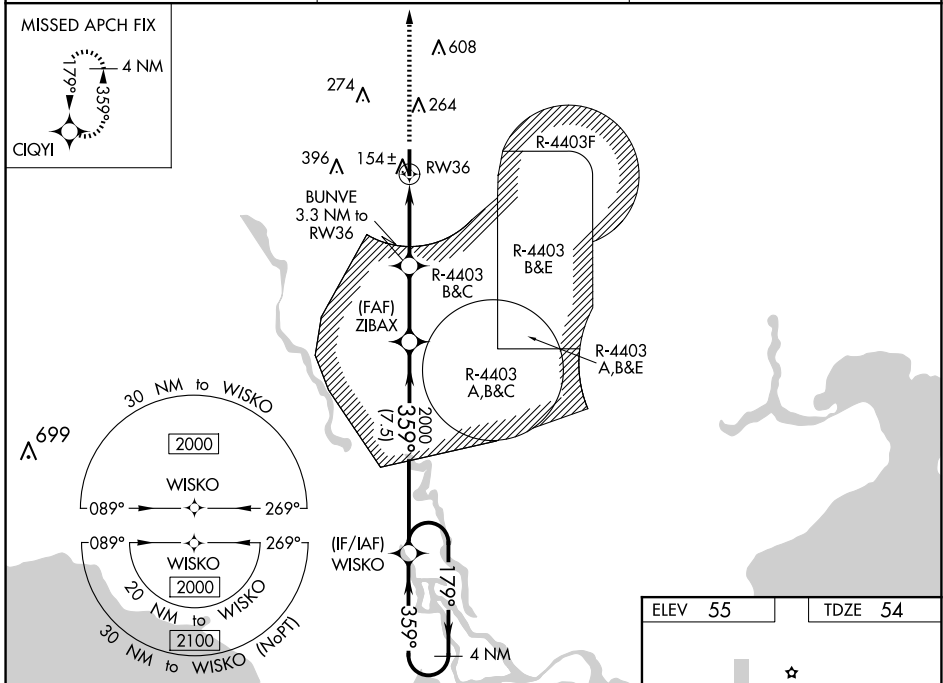 MISSED APCH FIX
4 NM
179°
359°
CIQYI
608
274
264
396
154±
RW36
R-4403F
BUNVE
3.3 NM to
RW36
R-4403
B&E
R-4403
B&C
(FAF)
ZIBAX
R-4403
A,B&E
R-4403
A,B&C
2000
359°
(7.5)
699
30 NM to WISKO
2000
WISKO
089°
269°
089°
269°
WISKO
2000
20 NM to WISKO
2100
30 NM to WISKO (NoPT)
(IF/IAF)
WISKO
179°
359°
4 NM
ELEV 55
TDZE 54